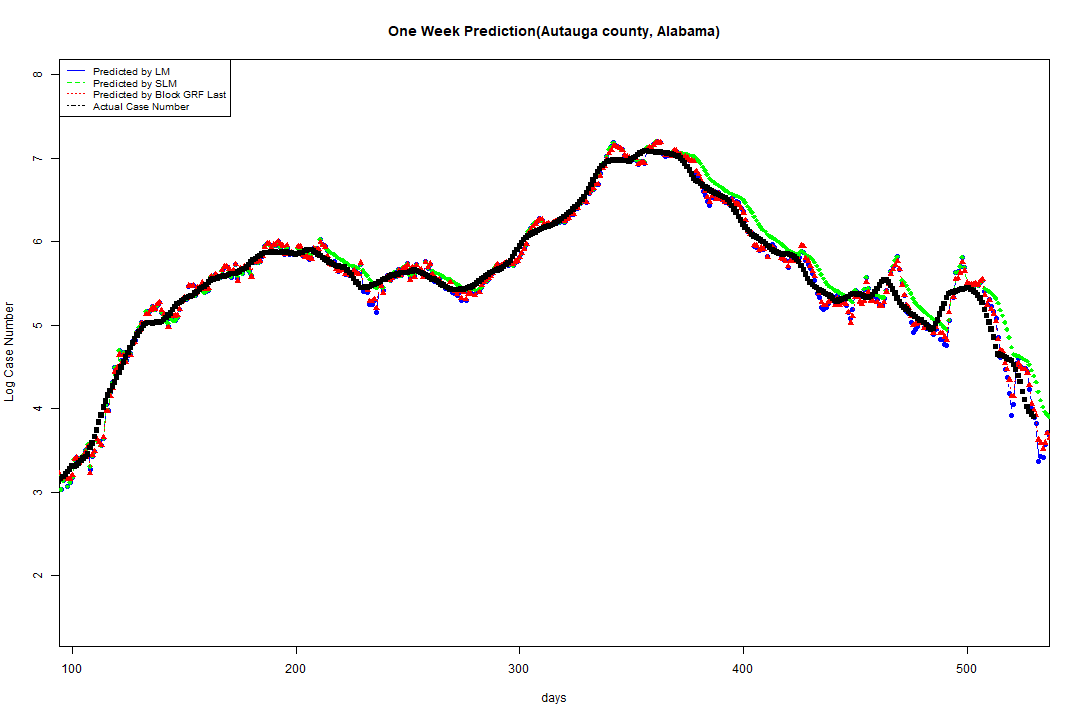 One Week Prediction(Autauga county, Alabama)
Predicted by LM
Predicted by SLM
Predicted by Block GRF Last
Actual Case Number
8
7
6
5
4
3
2
Log Case Number
100 200 300 400 500
days